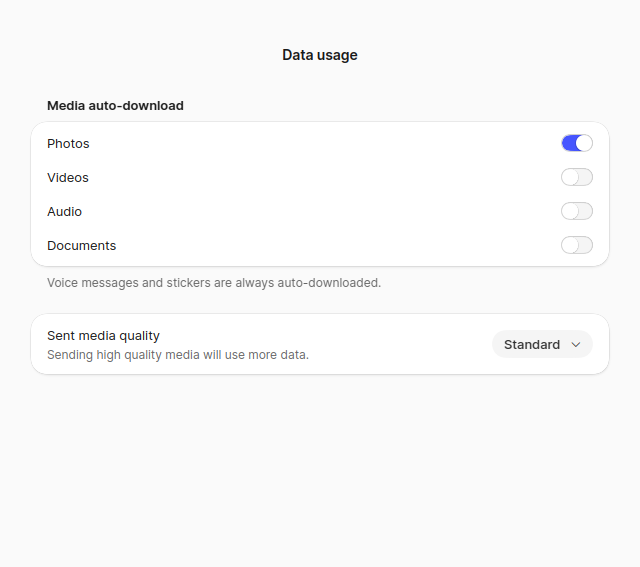 Data usage
Media auto-download
Photos
Videos
Audio
Documents
Voice messages and stickers are always auto-downloaded.
Sent media quality
Sending high quality media will use more data.
Standard